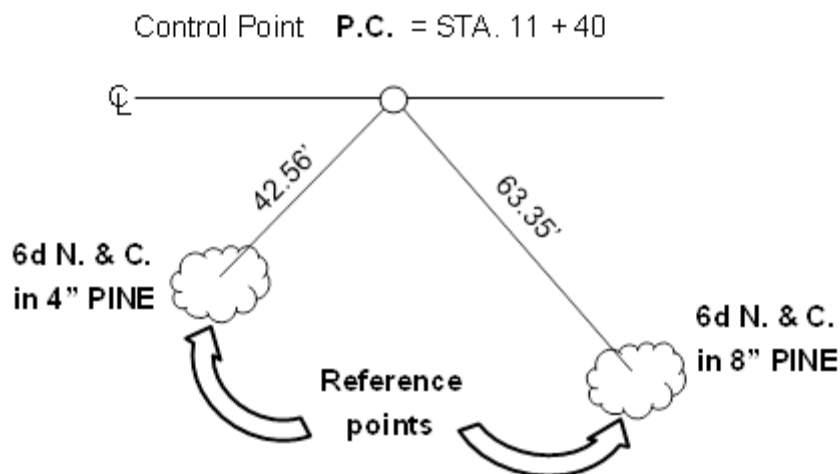 Control Point P.C. = STA. 11 + 40
℄
42.56'
63.35'
6d N. & C.
in 4” PINE
6d N. & C.
in 8” PINE
Reference
points